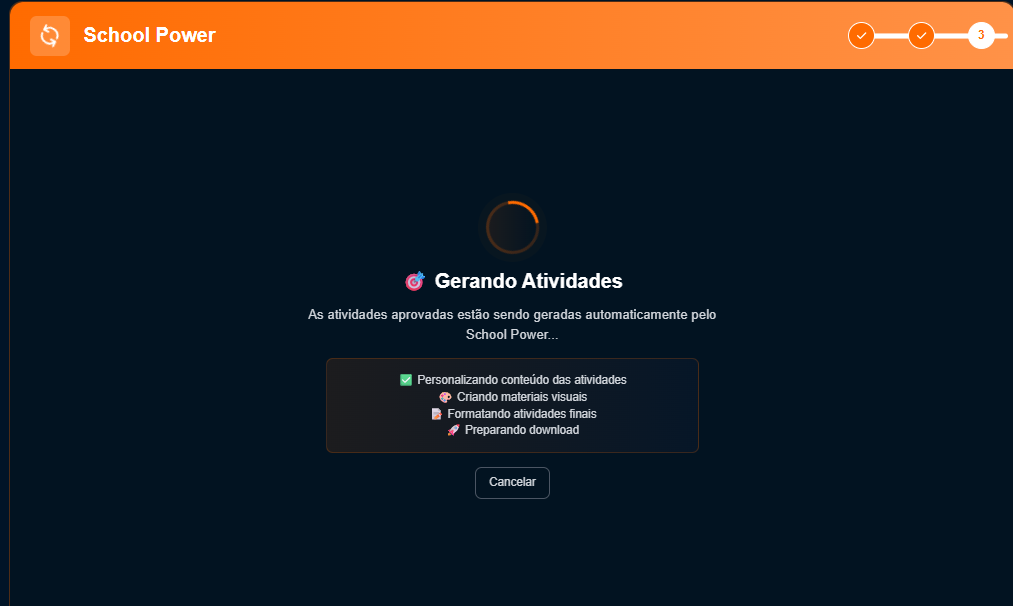 School Power
3
🎯 Gerando Atividades
As atividades aprovadas estão sendo geradas automaticamente pelo
School Power...
✅ Personalizando conteúdo das atividades
🎨 Criando materiais visuais
📝 Formatando atividades finais
🚀 Preparando download
Cancelar